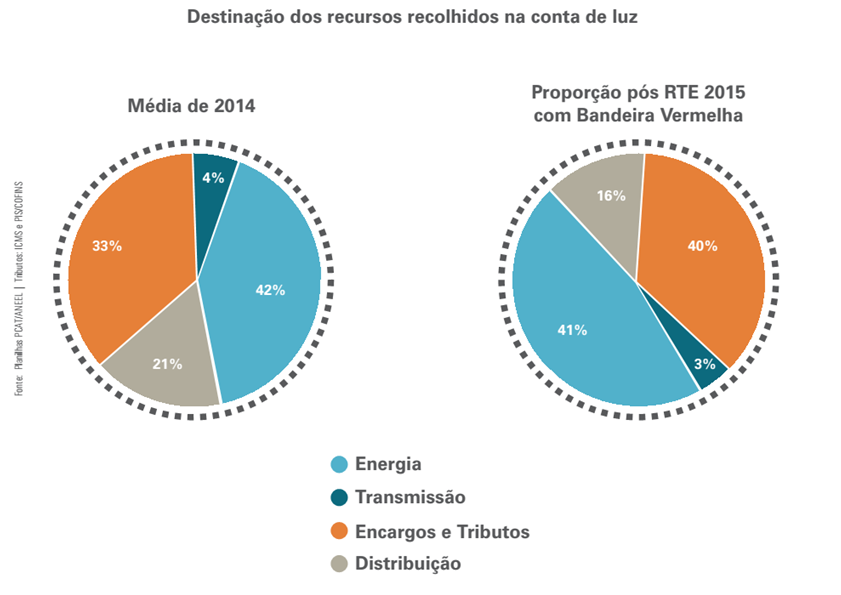 Destinação dos recursos recolhidos na conta de luz
Média de 2014
4%
33%
42%
21%
Proporção pós RTE 2015
com Bandeira Vermelha
16%
40%
41%
3%
Fonte: Planilhas PCAT/ANEEL | Tributos: ICMS e PIS/COFINS
Energia
Transmissão
Encargos e Tributos
Distribuição